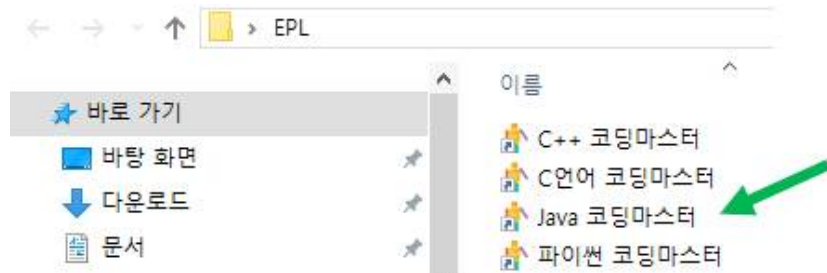 EPL
바로 가기
바탕 화면
다운로드
문서
이름
C++ 코딩마스터
C언어 코딩마스터
Java 코딩마스터
파이썬 코딩마스터